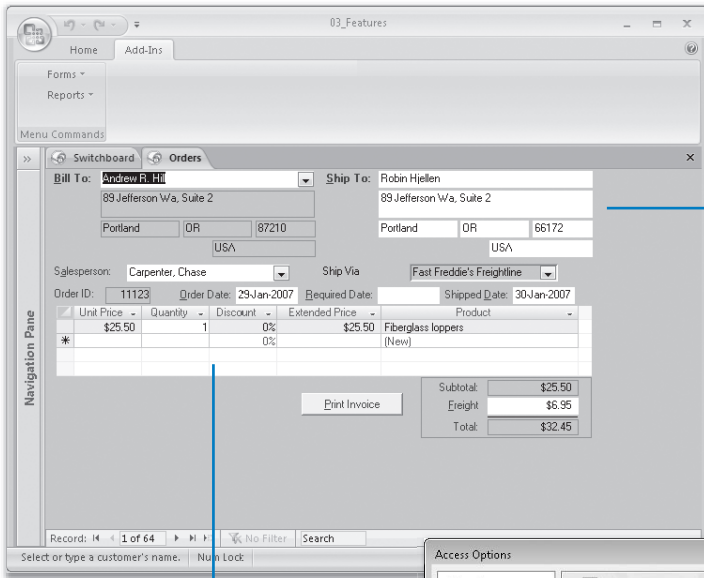 03_Features
Home Add-Ins
Forms
Reports
Menu Commands
Switchboard Orders
Bill To: Andrew R. Hill Ship To: Robin Hjellen
89 Jefferson Wa, Suite 2 89 Jefferson Wa, Suite 2
Portland OR 87210 Portland OR 66172
USA USA
Salesperson: Carpenter, Chase Ship Via Fast Freddie's Freightline
Order ID: 11123 Order Date: 29-Jan-2007 Required Date: Shipped Date: 30-Jan-2007
Unit Price Quantity Discount Extended Price Product
$25.50 1 0% $25.50 Fiberglass loppers
0% (New)
Subtotal: $25.50
Print Invoice Freight $6.95
Total: $32.45
Navigation Pane
Record: 1 of 64 No Filter Search
Select or type a customer's name. Num Lock
Access Options